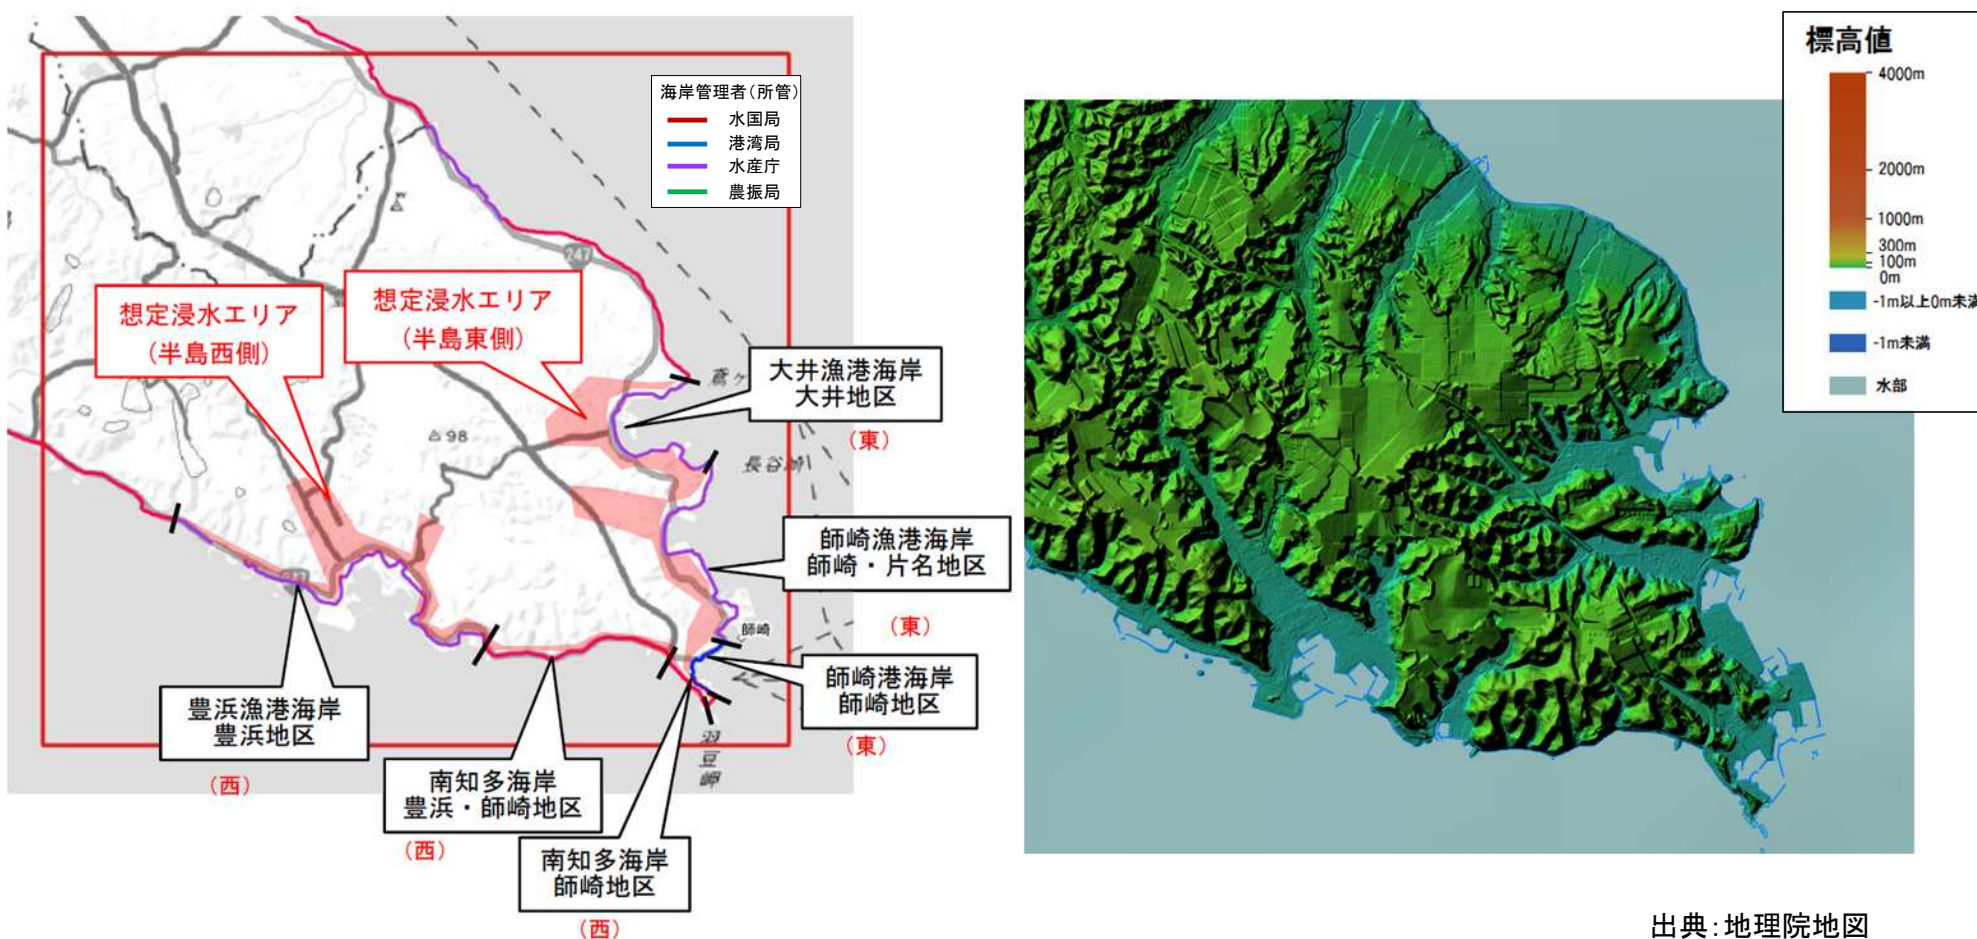 海岸管理者(所管)
水国局
港湾局
水産庁
農振局
247
想定浸水エリア
(半島西側)
想定浸水エリア
(半島東側)
鳶ヶ
大井漁港海岸
大井地区
(東)
98
長谷崎
師崎漁港海岸
師崎・片名地区
(東)
師崎
師崎港海岸
師崎地区
(東)
豊浜漁港海岸
豊浜地区
(西)
南知多海岸
豊浜・師崎地区
(西)
羽豆岬
南知多海岸
師崎地区
(西)
標高値
4000m
2000m
1000m
300m
100m
0m
-1m以上0m未満
-1m未満
水部
出典:地理院地図